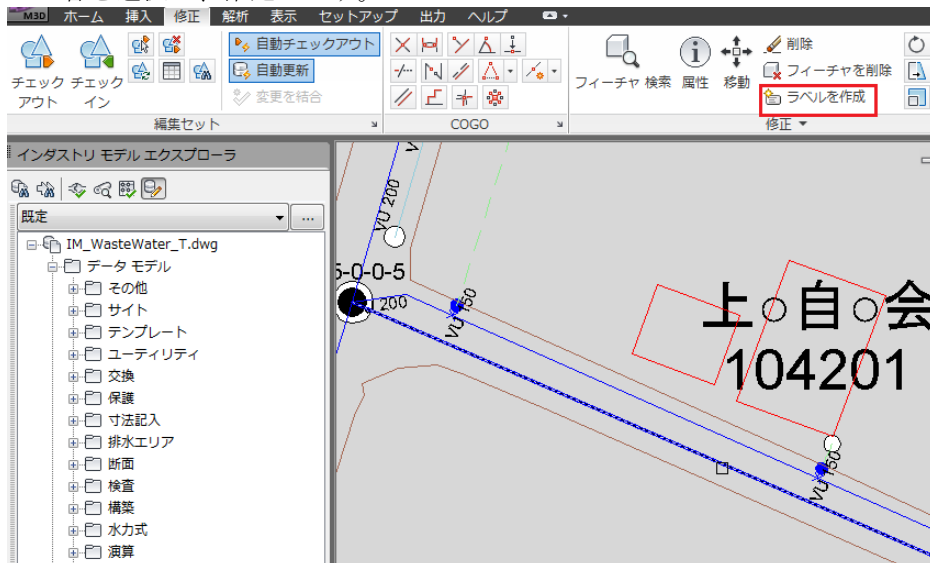 M3D ホーム 挿入 修正 解析 表示 セットアップ 出力 ヘルプ
チェック アウト
チェック イン
自動チェックアウト
自動更新
変更を結合
編集セット
COGO
フィーチャ 検索
属性
移動
削除
フィーチャを削除
ラベルを作成
修正
インダストリ モデル エクスプローラ
既定
...
IM_WasteWater_T.dwg
データ モデル
その他
サイト
テンプレート
ユーティリティ
交換
保護
寸法記入
排水エリア
断面
検査
構築
水力式
演算
VU 200
5-0-0-5
200
VU 150
上○自○会
104201
VU 150